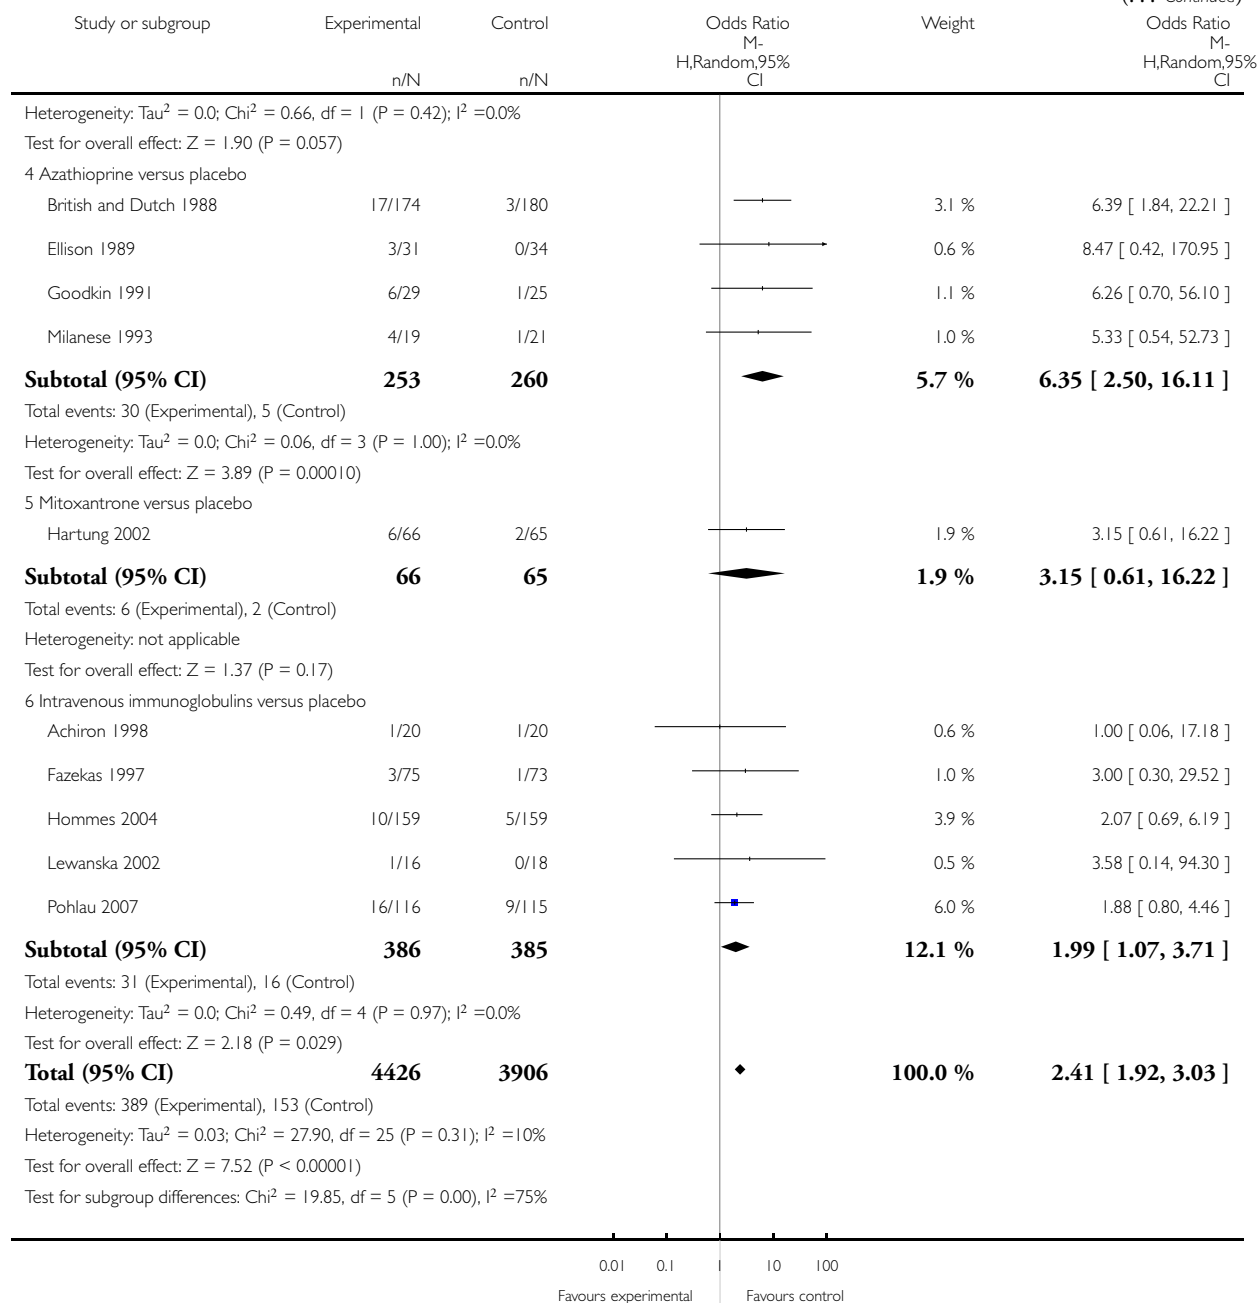 Continued)
Study or subgroup Experimental Control Odds Ratio Weight Odds Ratio
M- M-
H,Random,95% H,Random,95%
n/N n/N CI CI
Heterogeneity: Tau² = 0.0; Chi² = 0.66, df = 1 (P = 0.42); I² =0.0%
Test for overall effect: Z = 1.90 (P = 0.057)
4 Azathioprine versus placebo
British and Dutch 1988 17/174 3/180 3.1 % 6.39 [ 1.84, 22.21 ]
Ellison 1989 3/31 0/34 0.6 % 8.47 [ 0.42, 170.95 ]
Goodkin 1991 6/29 1/25 1.1 % 6.26 [ 0.70, 56.10 ]
Milanese 1993 4/19 1/21 1.0 % 5.33 [ 0.54, 52.73 ]
Subtotal (95% CI) 253 260 5.7 % 6.35 [ 2.50, 16.11 ]
Total events: 30 (Experimental), 5 (Control)
Heterogeneity: Tau² = 0.0; Chi² = 0.06, df = 3 (P = 1.00); I² =0.0%
Test for overall effect: Z = 3.89 (P = 0.00010)
5 Mitoxantrone versus placebo
Hartung 2002 6/66 2/65 1.9 % 3.15 [ 0.61, 16.22 ]
Subtotal (95% CI) 66 65 1.9 % 3.15 [ 0.61, 16.22 ]
Total events: 6 (Experimental), 2 (Control)
Heterogeneity: not applicable
Test for overall effect: Z = 1.37 (P = 0.17)
6 Intravenous immunoglobulins versus placebo
Achiron 1998 1/20 1/20 0.6 % 1.00 [ 0.06, 17.18 ]
Fazekas 1997 3/75 1/73 1.0 % 3.00 [ 0.30, 29.52 ]
Hommes 2004 10/159 5/159 3.9 % 2.07 [ 0.69, 6.19 ]
Lewanska 2002 1/16 0/18 0.5 % 3.58 [ 0.14, 94.30 ]
Pohlau 2007 16/116 9/115 6.0 % 1.88 [ 0.80, 4.46 ]
Subtotal (95% CI) 386 385 12.1 % 1.99 [ 1.07, 3.71 ]
Total events: 31 (Experimental), 16 (Control)
Heterogeneity: Tau² = 0.0; Chi² = 0.49, df = 4 (P = 0.97); I² =0.0%
Test for overall effect: Z = 2.18 (P = 0.029)
Total (95% CI) 4426 3906 100.0 % 2.41 [ 1.92, 3.03 ]
Total events: 389 (Experimental), 153 (Control)
Heterogeneity: Tau² = 0.03; Chi² = 27.90, df = 25 (P = 0.31); I² =10%
Test for overall effect: Z = 7.52 (P < 0.00001)
Test for subgroup differences: Chi² = 19.85, df = 5 (P = 0.00), I² =75%
0.01 0.1 1 10 100
Favours experimental Favours control